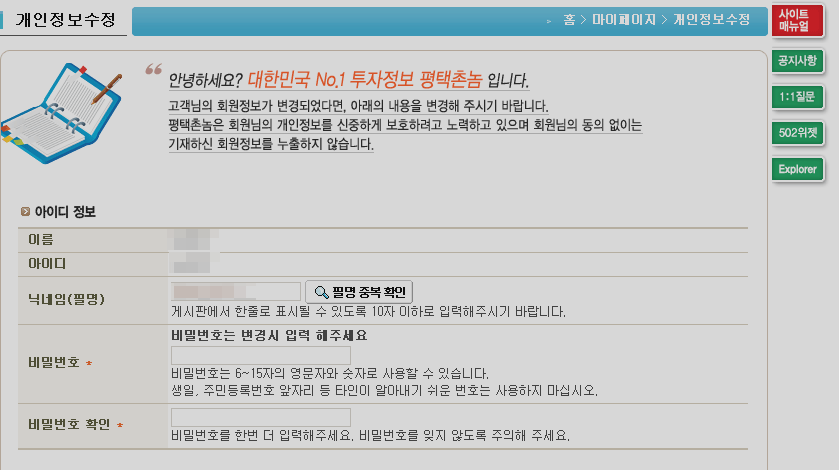 개인정보수정
홈 > 마이페이지 > 개인정보수정
사이트
매뉴얼
공지사항
1:1질문
502위젯
Explorer
안녕하세요? 대한민국 No.1 투자정보 평택촌놈 입니다.
고객님의 회원정보가 변경되었다면, 아래의 내용을 변경해 주시기 바랍니다.
평택촌놈은 회원님의 개인정보를 신중하게 보호하려고 노력하고 있으며 회원님의 동의 없이는
기재하신 회원정보를 누출하지 않습니다.
아이디 정보
이름
아이디
닉네임(필명)
필명 중복 확인
게시판에서 한줄로 표시될 수 있도록 10자 이하로 입력해주시기 바랍니다.
비밀번호는 변경시 입력 해주세요
비밀번호 *
비밀번호는 6~15자의 영문자와 숫자로 사용할 수 있습니다.
생일, 주민등록번호 앞자리 등 타인이 알아내기 쉬운 번호는 사용하지 마십시오.
비밀번호 확인 *
비밀번호를 한번 더 입력해주세요. 비밀번호를 잊지 않도록 주의해 주세요.